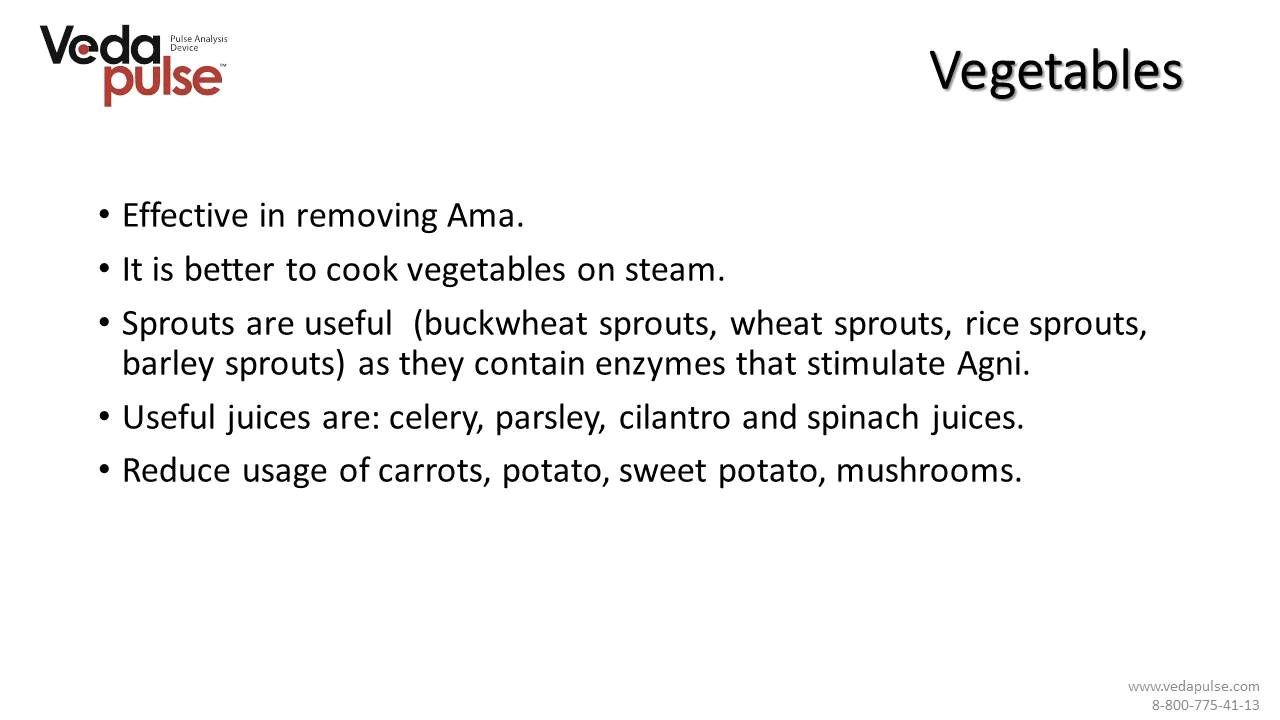 Veda
pulse™
Pulse Analysis
Device
Vegetables
• Effective in removing Ama.
• It is better to cook vegetables on steam.
• Sprouts are useful  (buckwheat sprouts, wheat sprouts, rice sprouts,
barley sprouts) as they contain enzymes that stimulate Agni.
• Useful juices are: celery, parsley, cilantro and spinach juices.
• Reduce usage of carrots, potato, sweet potato, mushrooms.
www.vedapulse.com
8-800-775-41-13